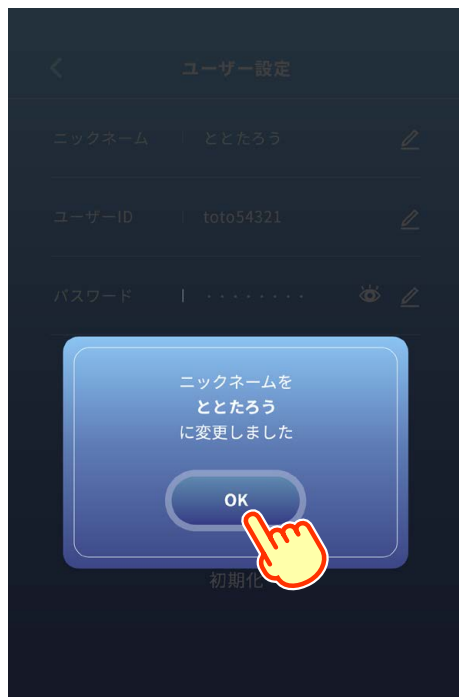 ユーザー設定
ニックネーム ととたろう
ユーザーID toto54321
パスワード ・・・・・・・・
ニックネームを
ととたろう
に変更しました
OK
初期化